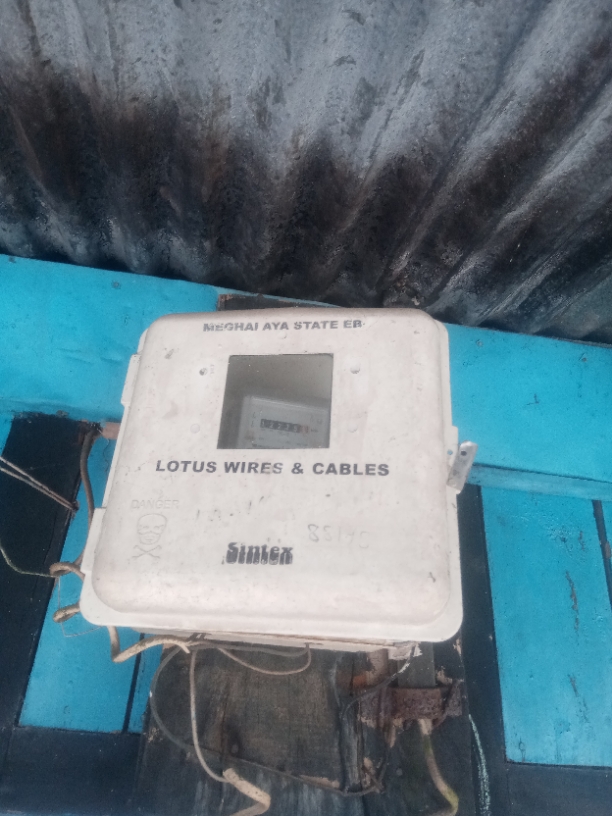 MEGHALAYA STATE EB
LOTUS WIRES & CABLES
DANGER
Sintex